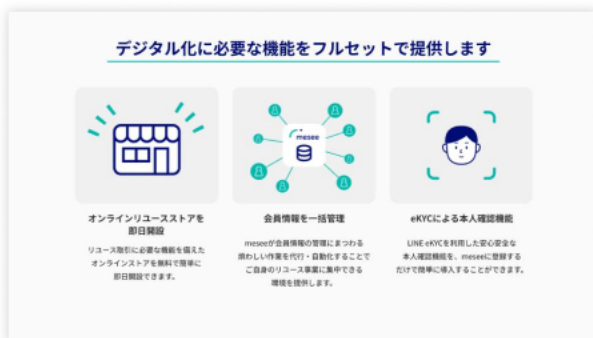 デジタル化に必要な機能をフルセットで提供します
mesee
オンラインリユースストアを
即日開設
リユース取引に必要な機能を備えた
オンラインストアを無料で簡単に
即日開設できます。
会員情報を一括管理
meseeが会員情報の管理にまつわる
煩わしい作業を代行・自動化することで
ご自身のリユース事業に集中できる
環境を提供します。
eKYCによる本人確認機能
LINE eKYCを利用した安心安全な
本人確認機能を、meseeに登録する
だけで簡単に導入することができます。